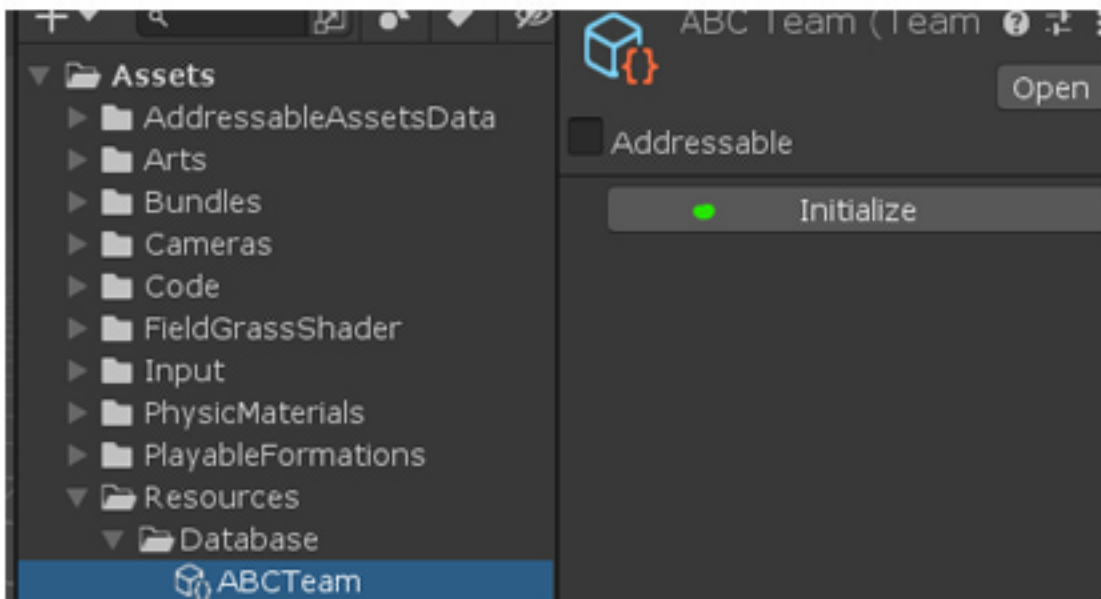 ABC Team (Team
Open
Addressable
Initialize
Assets
AddressableAssetsData
Arts
Bundles
Cameras
Code
FieldGrassShader
Input
PhysicMaterials
PlayableFormations
Resources
Database
ABCTeam